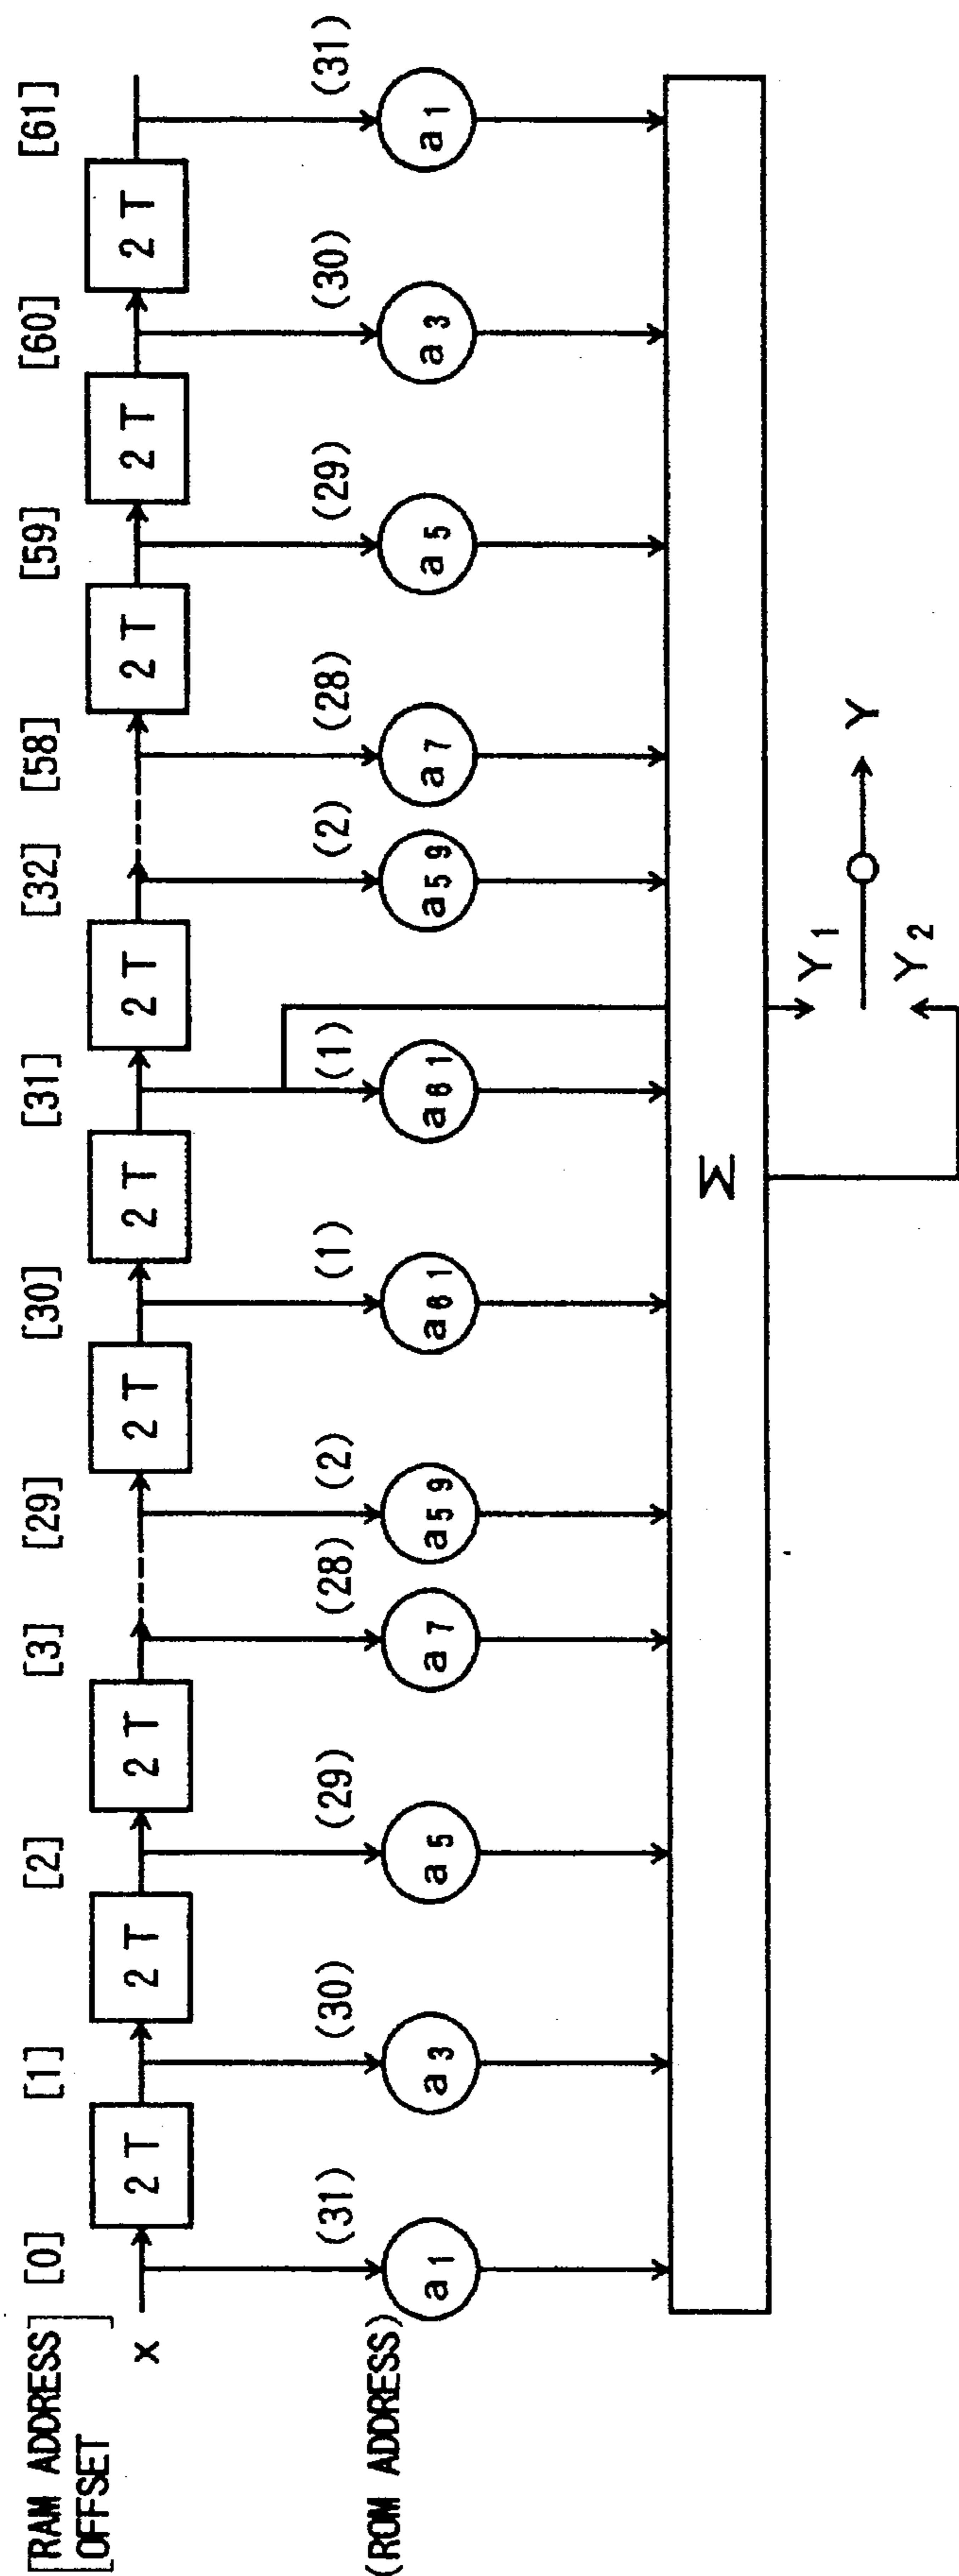 [RAM ADDRESS OFFSET] [0] [1] [2] [3] [29] [30] [31] [32] [58] [59] [60] [61]
x 2T 2T 2T 2T 2T 2T 2T 2T 2T 2T
(ROM ADDRESS) (31) (30) (29) (28) (2) (1) (1) (2) (28) (29) (30) (31)
a1 a3 a5 a7 a59 a61 a61 a59 a7 a5 a3 a1
Σ
Y1
Y
Y2